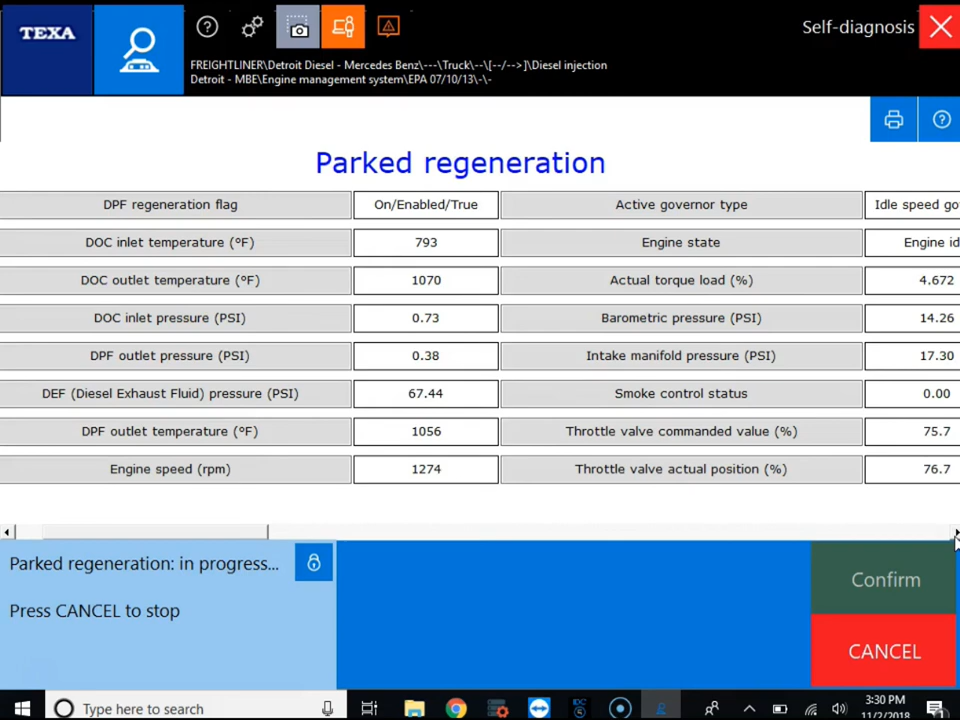 TEXA
Self-diagnosis
FREIGHTLINER\Detroit Diesel - Mercedes Benz\---\Truck\--\[--/-->]\Diesel injection
Detroit - MBE\Engine management system\EPA 07/10/13\-\-
Parked regeneration
DPF regeneration flag On/Enabled/True Active governor type Idle speed go
DOC inlet temperature (°F) 793 Engine state Engine id
DOC outlet temperature (°F) 1070 Actual torque load (%) 4.672
DOC inlet pressure (PSI) 0.73 Barometric pressure (PSI) 14.26
DPF outlet pressure (PSI) 0.38 Intake manifold pressure (PSI) 17.30
DEF (Diesel Exhaust Fluid) pressure (PSI) 67.44 Smoke control status 0.00
DPF outlet temperature (°F) 1056 Throttle valve commanded value (%) 75.7
Engine speed (rpm) 1274 Throttle valve actual position (%) 76.7
Parked regeneration: in progress...
Press CANCEL to stop
Confirm
CANCEL
Type here to search
IDC
5
3:30 PM
11/2/2018